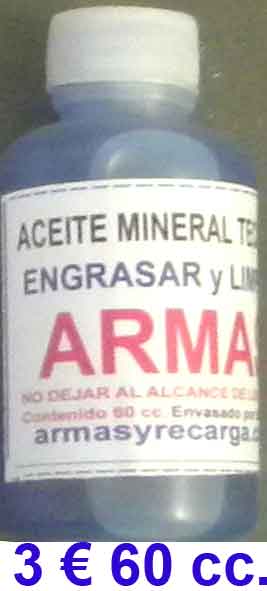 ACEITE MINERAL TE
ENGRASAR y LIM
ARMA
NO DEJAR AL ALCANCE DE L
Contenido 60 cc. Envasado por
armasyrecarga.
3 € 60 cc.